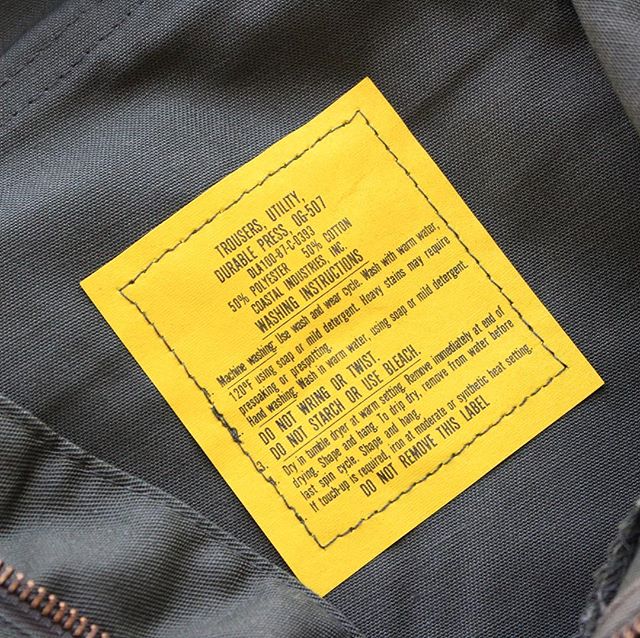 TROUSERS, UTILITY,
DURABLE PRESS, OG-507
DLA100-87-C-0393
50% POLYESTER 50% COTTON
COASTAL INDUSTRIES, INC.
WASHING INSTRUCTIONS
Machine washing: Use wash and wear cycle. Wash with warm water,
120°F using soap or mild detergent. Heavy stains may require
presoaking or prespotting.
Hand washing: Wash in warm water, using soap or mild detergent.
DO NOT WRING OR TWIST.
DO NOT STARCH OR USE BLEACH.
3. Dry in tumble dryer at warm setting. Remove immediately at end of
drying. Shape and hang. To drip dry, remove from water before
last spin cycle. Shape and hang.
If touch-up is required, iron at moderate or synthetic heat setting.
DO NOT REMOVE THIS LABEL